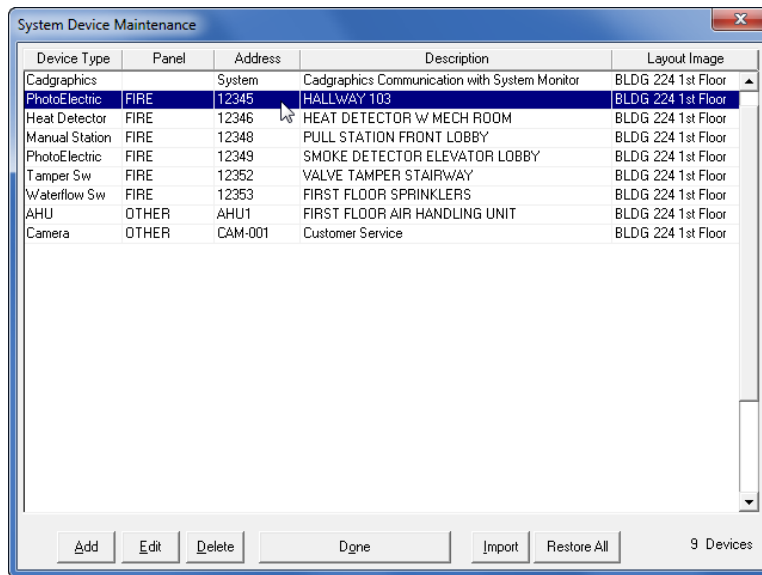 System Device Maintenance
Device Type Panel Address Description Layout Image
Cadgraphics System Cadgraphics Communication with System Monitor BLDG 224 1st Floor
PhotoElectric FIRE 12345 HALLWAY 103 BLDG 224 1st Floor
Heat Detector FIRE 12346 HEAT DETECTOR W MECH ROOM BLDG 224 1st Floor
Manual Station FIRE 12348 PULL STATION FRONT LOBBY BLDG 224 1st Floor
PhotoElectric FIRE 12349 SMOKE DETECTOR ELEVATOR LOBBY BLDG 224 1st Floor
Tamper Sw FIRE 12352 VALVE TAMPER STAIRWAY BLDG 224 1st Floor
Waterflow Sw FIRE 12353 FIRST FLOOR SPRINKLERS BLDG 224 1st Floor
AHU OTHER AHU1 FIRST FLOOR AIR HANDLING UNIT BLDG 224 1st Floor
Camera OTHER CAM-001 Customer Service BLDG 224 1st Floor
Add Edit Delete Done Import Restore All 9 Devices